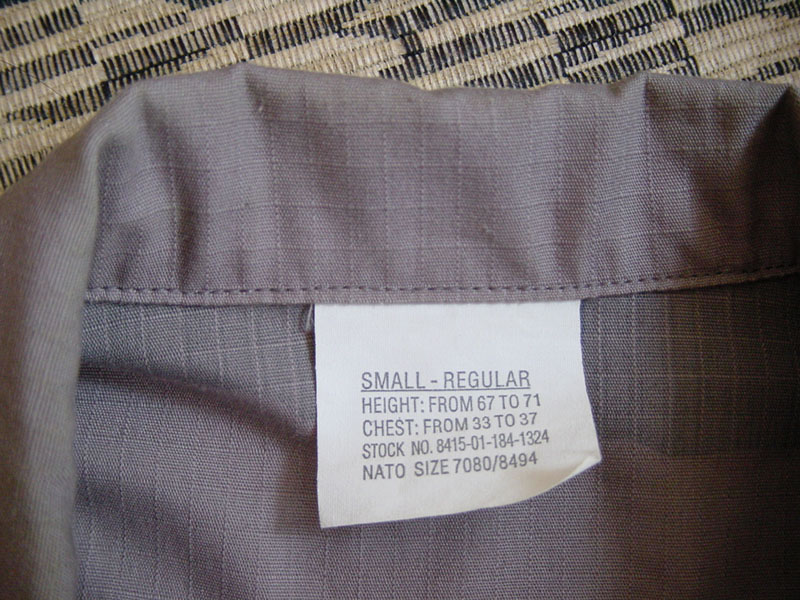 SMALL - REGULAR
HEIGHT: FROM 67 TO 71
CHEST: FROM 33 TO 37
STOCK NO. 8415-01-184-1324
NATO SIZE 7080/8494